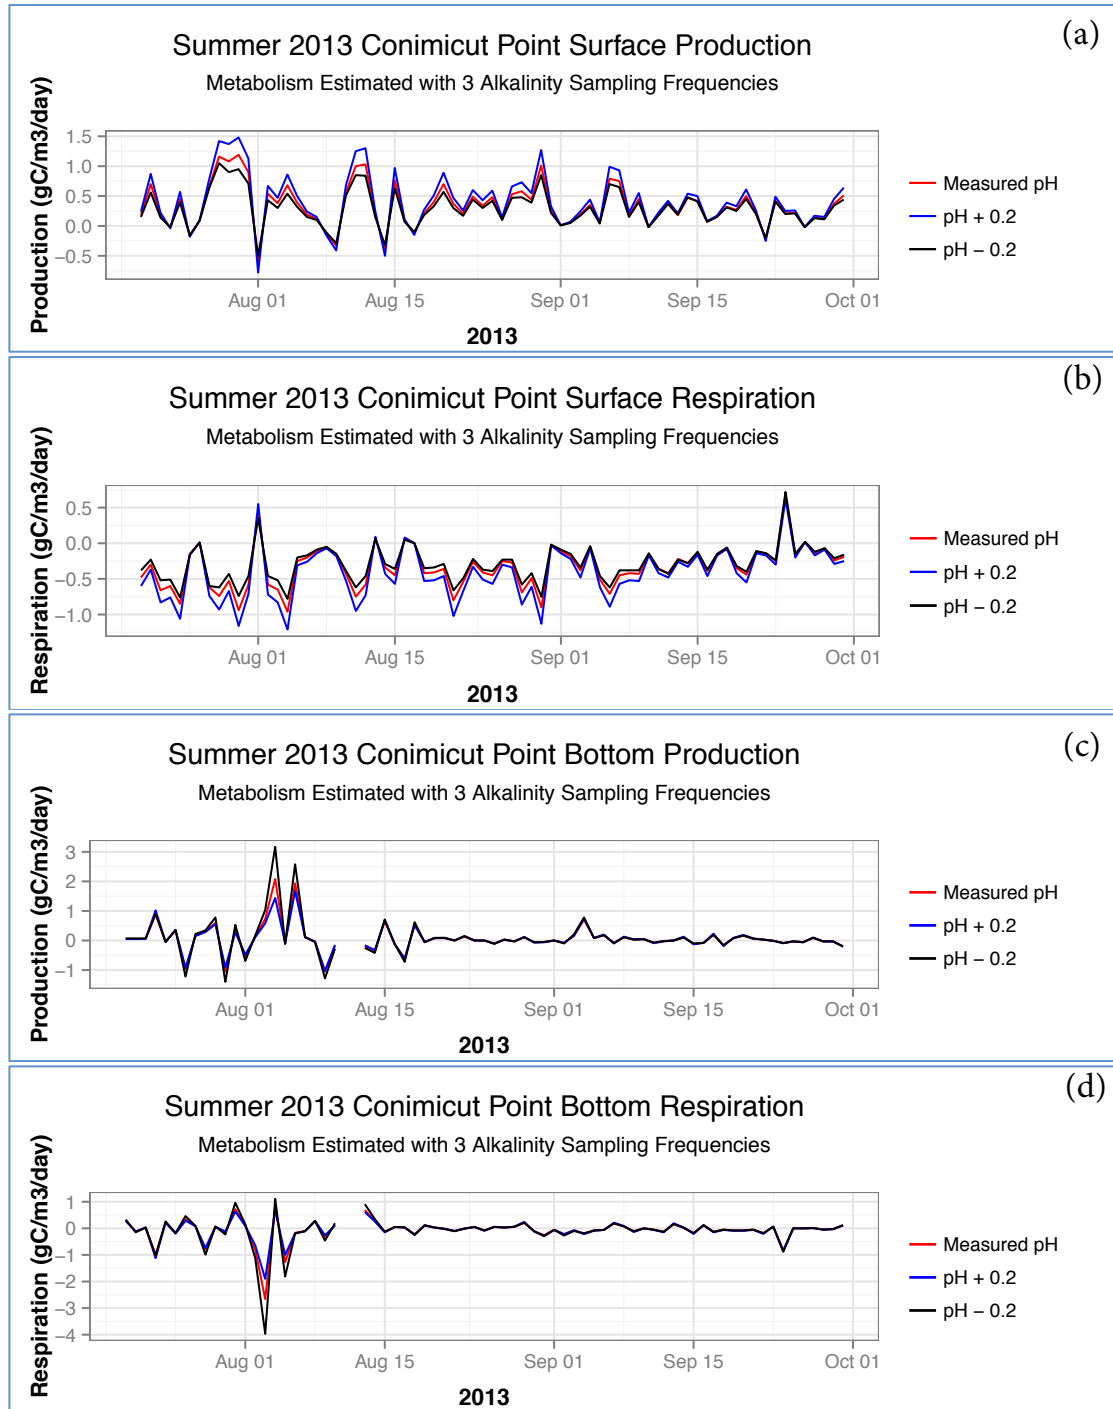 (a)
Summer 2013 Conimicut Point Surface Production
Metabolism Estimated with 3 Alkalinity Sampling Frequencies
Production (gC/m3/day)
1.5
1.0
0.5
0.0
−0.5
Aug 01 Aug 15 Sep 01 Sep 15 Oct 01
2013
Measured pH
pH + 0.2
pH − 0.2
(b)
Summer 2013 Conimicut Point Surface Respiration
Metabolism Estimated with 3 Alkalinity Sampling Frequencies
Respiration (gC/m3/day)
0.5
0.0
−0.5
−1.0
Aug 01 Aug 15 Sep 01 Sep 15 Oct 01
2013
Measured pH
pH + 0.2
pH − 0.2
(c)
Summer 2013 Conimicut Point Bottom Production
Metabolism Estimated with 3 Alkalinity Sampling Frequencies
Production (gC/m3/day)
3
2
1
0
−1
Aug 01 Aug 15 Sep 01 Sep 15 Oct 01
2013
Measured pH
pH + 0.2
pH − 0.2
(d)
Summer 2013 Conimicut Point Bottom Respiration
Metabolism Estimated with 3 Alkalinity Sampling Frequencies
Respiration (gC/m3/day)
1
0
−1
−2
−3
−4
Aug 01 Aug 15 Sep 01 Sep 15 Oct 01
2013
Measured pH
pH + 0.2
pH − 0.2